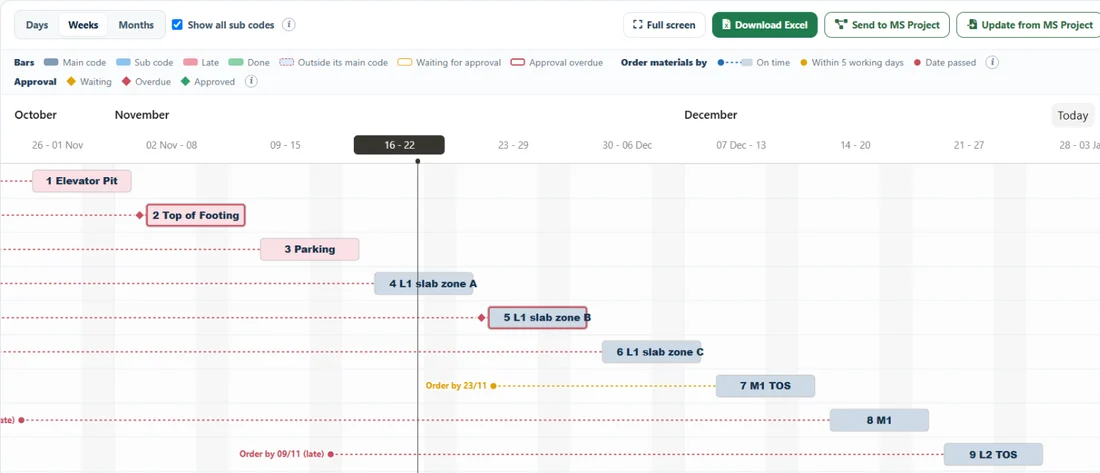 Days Weeks Months Show all sub codes i Full screen Download Excel Send to MS Project Update from MS Project
Bars Main code Sub code Late Done Outside its main code Waiting for approval Approval overdue Order materials by On time Within 5 working days Date passed i
Approval Waiting Overdue Approved i
October November December Today
26 - 01 Nov 02 Nov - 08 09 - 15 16 - 22 23 - 29 30 - 06 Dec 07 Dec - 13 14 - 20 21 - 27 28 - 03 Ja
1 Elevator Pit
2 Top of Footing
3 Parking
4 L1 slab zone A
5 L1 slab zone B
6 L1 slab zone C
Order by 23/11 7 M1 TOS
ate) 8 M1
Order by 09/11 (late) 9 L2 TOS